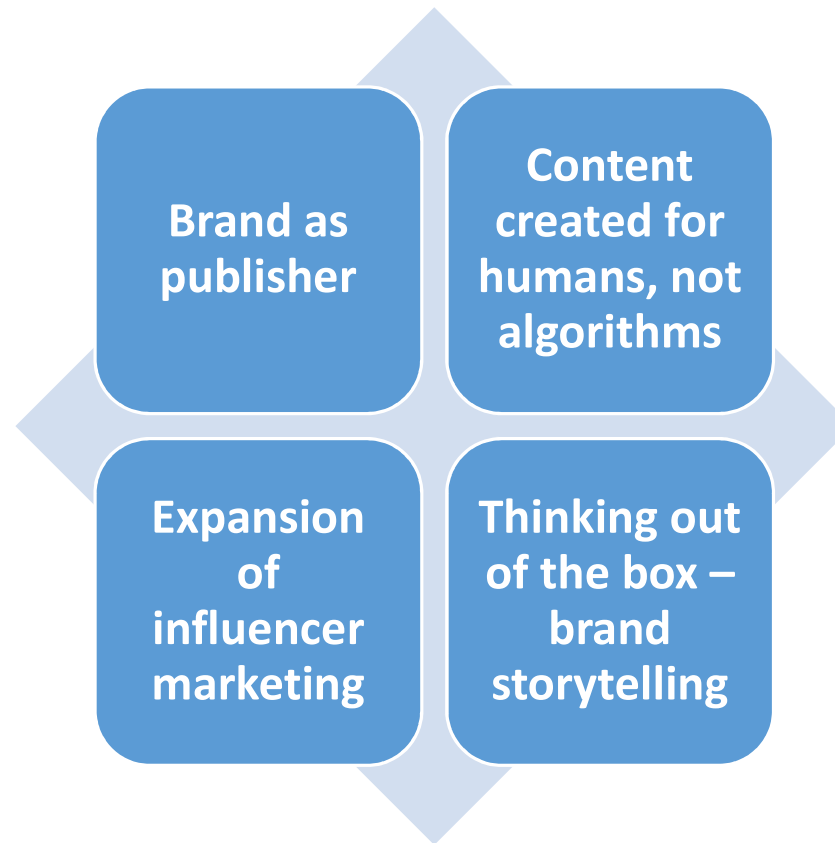 Brand as
publisher
Content
created for
humans, not
algorithms
Expansion
of
influencer
marketing
Thinking out
of the box –
brand
storytelling